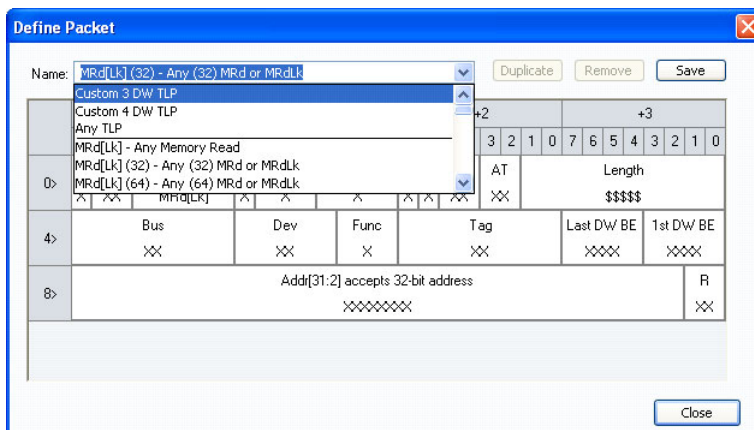 Define Packet
Name: MRd[Lk] (32) - Any (32) MRd or MRdLk Duplicate Remove Save
Custom 3 DW TLP
Custom 4 DW TLP
Any TLP
MRd[Lk] - Any Memory Read
MRd[Lk] (32) - Any (32) MRd or MRdLk
MRd[Lk] (64) - Any (64) MRd or MRdLk
+2 +3
3 2 1 0 7 6 5 4 3 2 1 0
0> AT Length
X XX MRd[Lk] X X X X X XX XX $$$$$
4> Bus Dev Func Tag Last DW BE 1st DW BE
XX XX X XX XXXX XXXX
8> Addr[31:2] accepts 32-bit address R
XXXXXXXX XX
Close